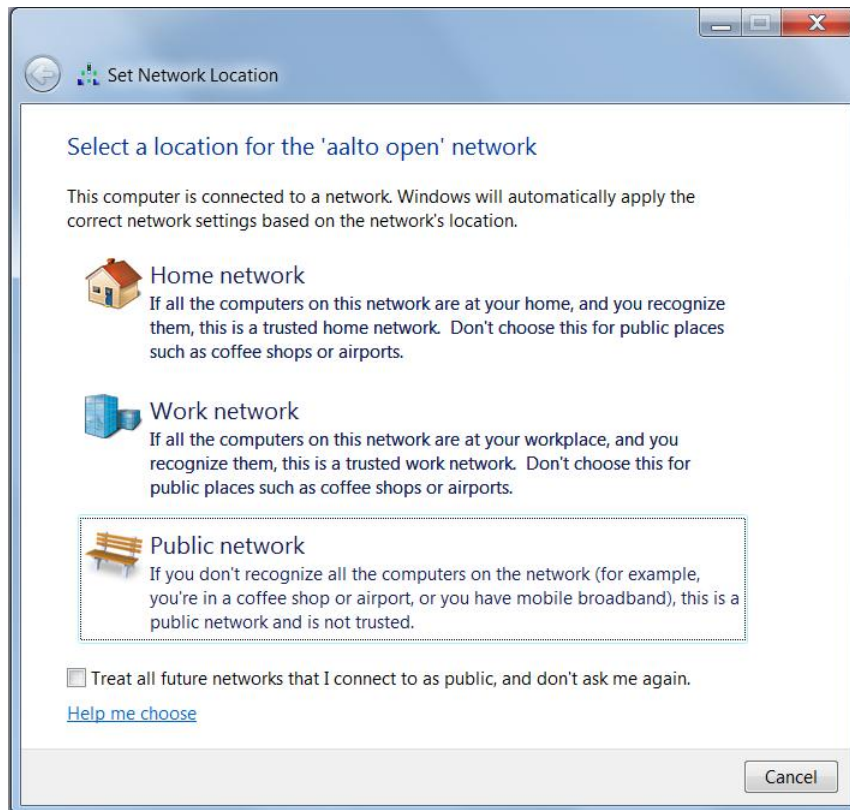 Set Network Location
Select a location for the 'aalto open' network
This computer is connected to a network. Windows will automatically apply the
correct network settings based on the network's location.
Home network
If all the computers on this network are at your home, and you recognize
them, this is a trusted home network.  Don't choose this for public places
such as coffee shops or airports.
Work network
If all the computers on this network are at your workplace, and you
recognize them, this is a trusted work network.  Don't choose this for
public places such as coffee shops or airports.
Public network
If you don't recognize all the computers on the network (for example,
you're in a coffee shop or airport, or you have mobile broadband), this is a
public network and is not trusted.
Treat all future networks that I connect to as public, and don't ask me again.
Help me choose
Cancel